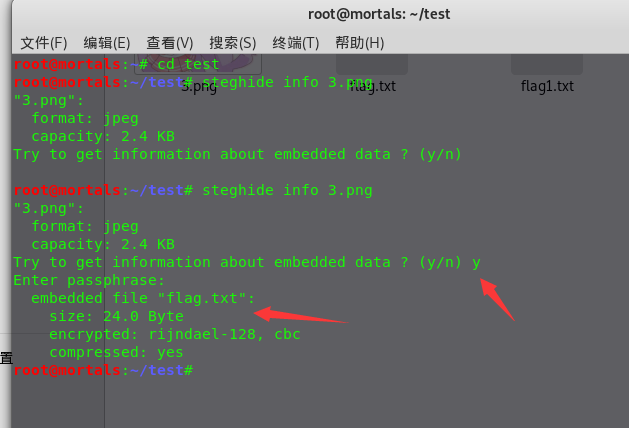 root@mortals: ~/test
文件(F) 编辑(E) 查看(V) 搜索(S) 终端(T) 帮助(H)
root@mortals:~# cd test
root@mortals:~/test# steghide info 3.png
3.png flag.txt flag1.txt
"3.png":
  format: jpeg
  capacity: 2.4 KB
Try to get information about embedded data ? (y/n)
root@mortals:~/test# steghide info 3.png
"3.png":
  format: jpeg
  capacity: 2.4 KB
Try to get information about embedded data ? (y/n) y
Enter passphrase:
  embedded file "flag.txt":
    size: 24.0 Byte
    encrypted: rijndael-128, cbc
    compressed: yes
置
root@mortals:~/test#